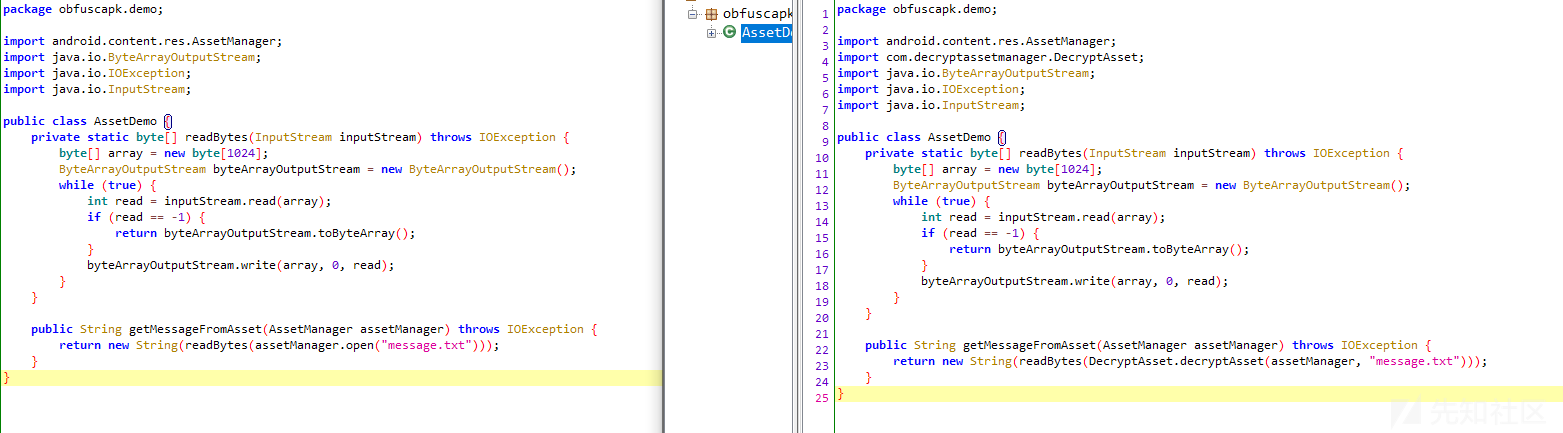 package obfuscapk.demo;
import android.content.res.AssetManager;
import java.io.ByteArrayOutputStream;
import java.io.IOException;
import java.io.InputStream;
public class AssetDemo {
private static byte[] readBytes(InputStream inputStream) throws IOException {
byte[] array = new byte[1024];
ByteArrayOutputStream byteArrayOutputStream = new ByteArrayOutputStream();
while (true) {
int read = inputStream.read(array);
if (read == -1) {
return byteArrayOutputStream.toByteArray();
}
byteArrayOutputStream.write(array, 0, read);
}
}
public String getMessageFromAsset(AssetManager assetManager) throws IOException {
return new String(readBytes(assetManager.open("message.txt")));
}
}
obfuscapk
AssetDe
1 package obfuscapk.demo;
2
3 import android.content.res.AssetManager;
4 import com.decryptassetmanager.DecryptAsset;
5 import java.io.ByteArrayOutputStream;
6 import java.io.IOException;
7 import java.io.InputStream;
8
9 public class AssetDemo {
10 private static byte[] readBytes(InputStream inputStream) throws IOException {
11 byte[] array = new byte[1024];
12 ByteArrayOutputStream byteArrayOutputStream = new ByteArrayOutputStream();
13 while (true) {
14 int read = inputStream.read(array);
15 if (read == -1) {
16 return byteArrayOutputStream.toByteArray();
17 }
18 byteArrayOutputStream.write(array, 0, read);
19 }
20 }
21
22 public String getMessageFromAsset(AssetManager assetManager) throws IOException {
23 return new String(readBytes(DecryptAsset.decryptAsset(assetManager, "message.txt")));
24 }
25 }
先知社区